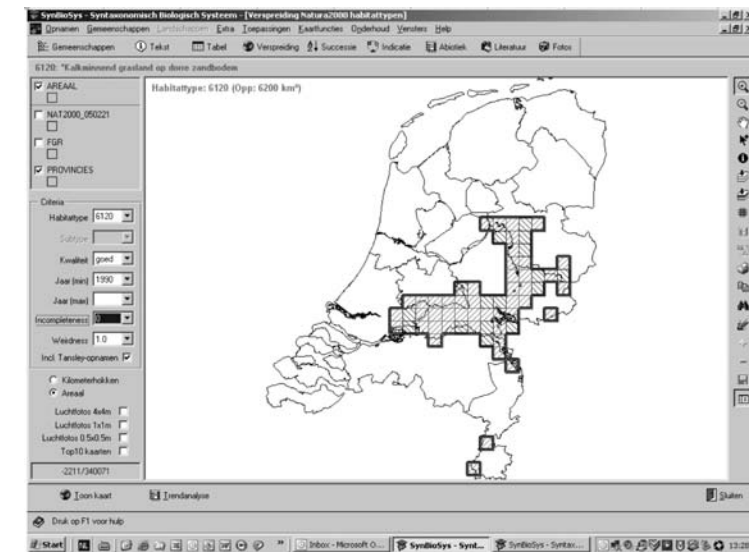 SynBioSys - Syntaxonomisch Biologisch Systeem - [Verspreiding Natura2000 habitattypen]
Opnamen Gemeenschappen Landschappen Extra Toepassingen Kaartfuncties Onderhoud Vensters Help
Gemeenschappen Tekst Tabel Verspreiding Successie Indicatie Abiotiek Literatuur Foto's
6120: *Kalkminnend grasland op dorre zandbodem
AREAAL
NAT2000_050221
FGR
PROVINCIES
Habitattype: 6120 (Opp: 6200 km²)
Criteria
Habitattype 6120
Subtype
Kwaliteit goed
Jaar (min) 1990
Jaar (max)
Incompleteness 0
Weirdness 1.0
Incl. Tansley-opnamen
Kilometerhokken
Areaal
Luchtfotos 4x4m
Luchtfotos 1x1m
Luchtfotos 0.5x0.5m
Top10 kaarten
-2211/340071
Toon kaart Trendanalyse Sluiten
Druk op F1 voor hulp
Start Inbox - Microsoft O... SynBioSys - Synt... SynBioSys - Syntax...